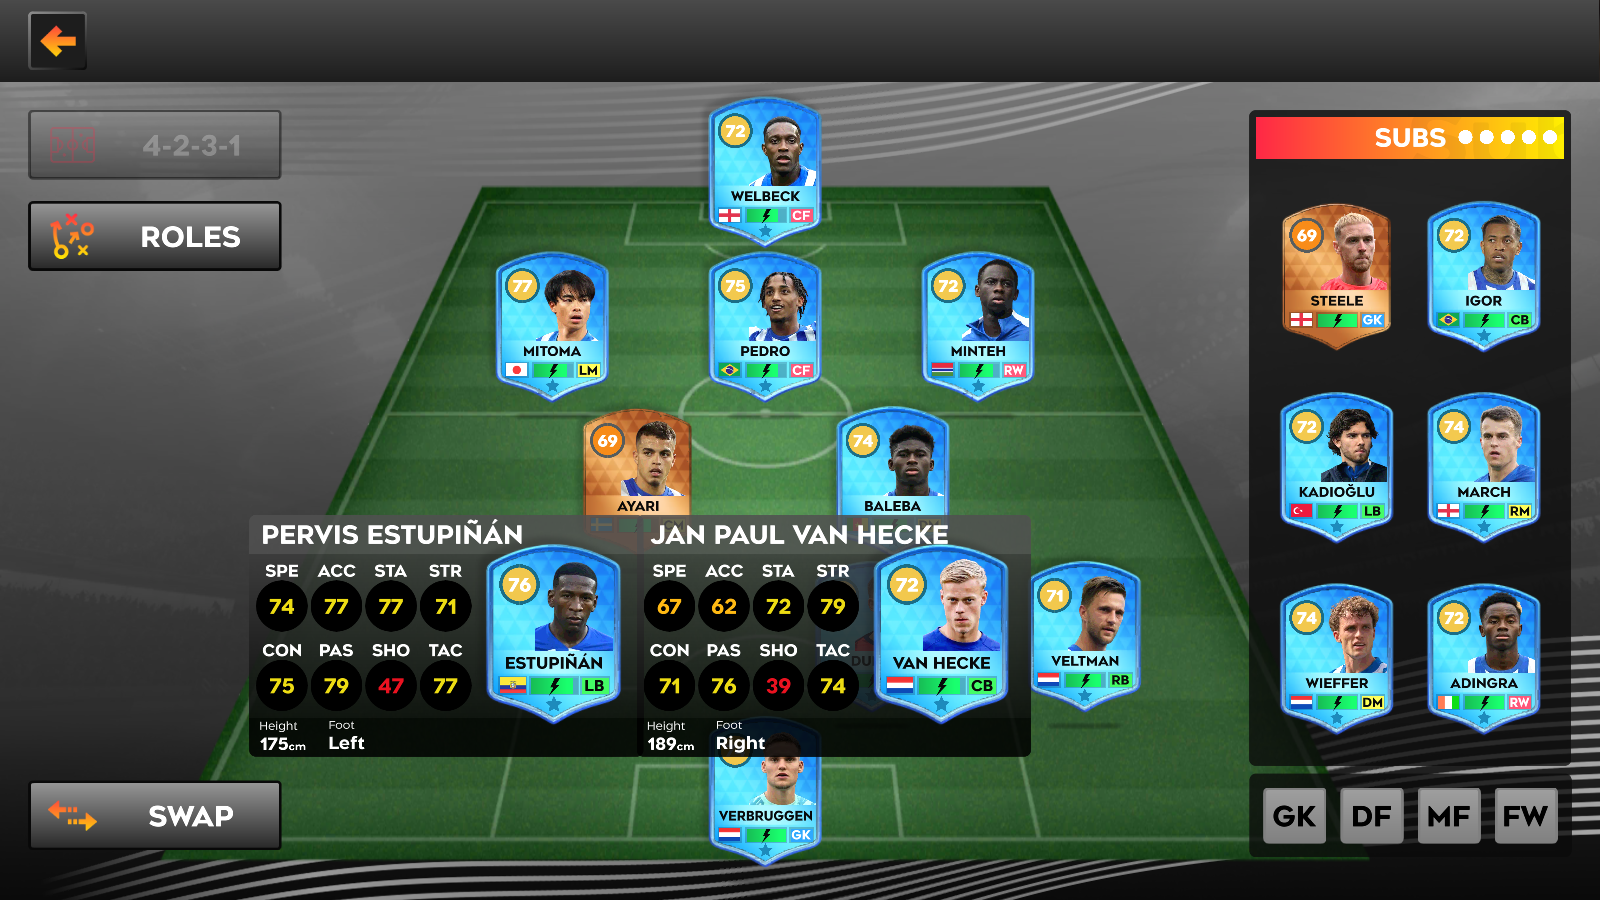 4-2-3-1
ROLES
72
WELBECK
CF
77
MITOMA
LM
75
PEDRO
CF
72
MINTEH
RW
69
AYARI
CM
74
BALEBA
PERVIS ESTUPIÑÁN
SPE ACC STA STR
74 77 77 71
CON PAS SHO TAC
75 79 47 77
Height Foot
175cm Left
76
ESTUPIÑÁN
LB
JAN PAUL VAN HECKE
SPE ACC STA STR
67 62 72 79
CON PAS SHO TAC
71 76 39 74
Height Foot
189cm Right
72
VAN HECKE
CB
71
VELTMAN
RB
VERBRUGGEN
GK
SWAP
SUBS
69
STEELE
GK
72
IGOR
CB
72
KADIOĞLU
LB
74
MARCH
RM
74
WIEFFER
DM
72
ADINGRA
RW
GK DF MF FW